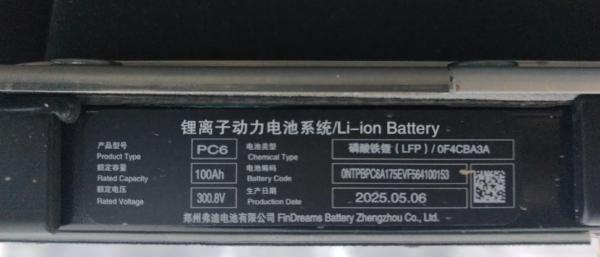 锂离子动力电池系统/Li-ion Battery
产品型号 Product Type PC6 电池类型 Chemical Type 磷酸铁锂（LFP）/0F4CBA3A
额定容量 Rated Capacity 100Ah 电池编码 Battery Code 0NTPBPC6A175EVF564100153
额定电压 Rated Voltage 300.8V 生产日期 Production Date 2025.05.06
郑州弗迪电池有限公司 FinDreams Battery Zhengzhou Co., Ltd.